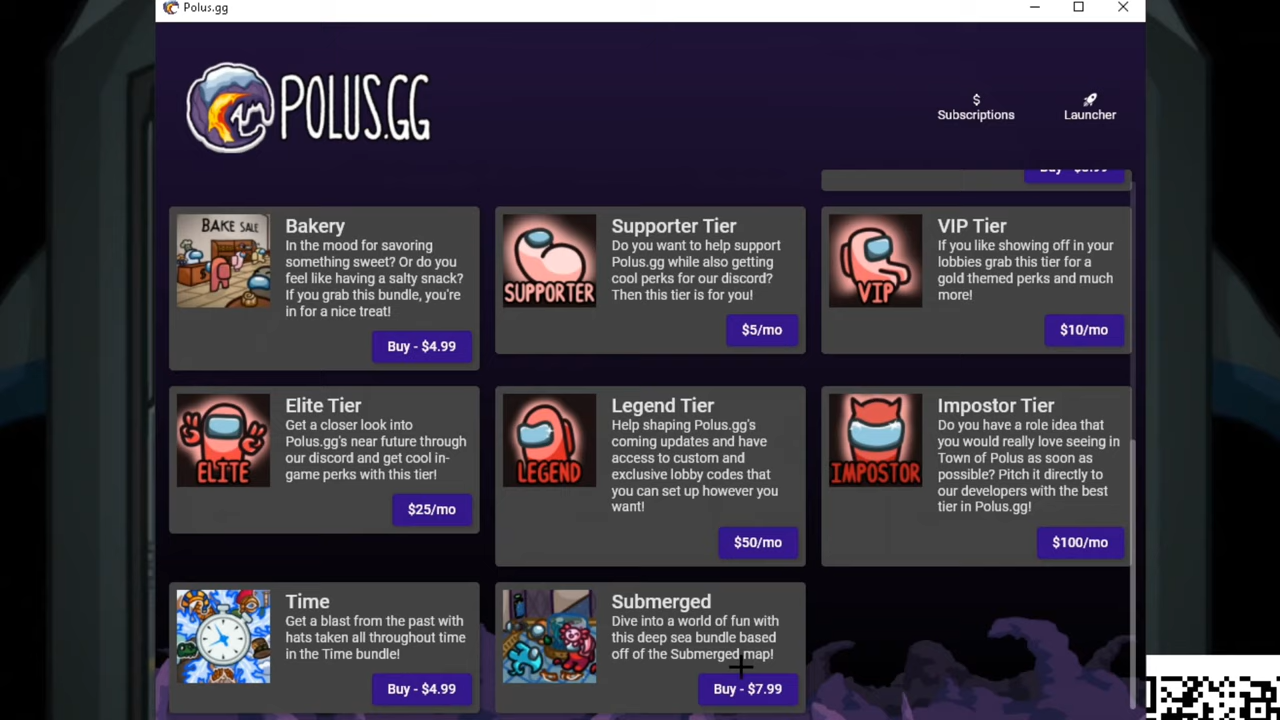 Polus.gg
POLUS.GG
$
Subscriptions
Launcher
BAKE SALE
Bakery
In the mood for savoring
something sweet? Or do you
feel like having a salty snack?
If you grab this bundle, you're
in for a nice treat!
Buy - $4.99
SUPPORTER
Supporter Tier
Do you want to help support
Polus.gg while also getting
cool perks for our discord?
Then this tier is for you!
$5/mo
VIP
VIP Tier
If you like showing off in your
lobbies grab this tier for a
gold themed perks and much
more!
$10/mo
ELITE
Elite Tier
Get a closer look into
Polus.gg's near future through
our discord and get cool in-
game perks with this tier!
$25/mo
LEGEND
Legend Tier
Help shaping Polus.gg's
coming updates and have
access to custom and
exclusive lobby codes that
you can set up however you
want!
$50/mo
IMPOSTOR
Impostor Tier
Do you have a role idea that
you would really love seeing in
Town of Polus as soon as
possible? Pitch it directly to
our developers with the best
tier in Polus.gg!
$100/mo
Time
Get a blast from the past with
hats taken all throughout time
in the Time bundle!
Buy - $4.99
Submerged
Dive into a world of fun with
this deep sea bundle based
off of the Submerged map!
Buy - $7.99